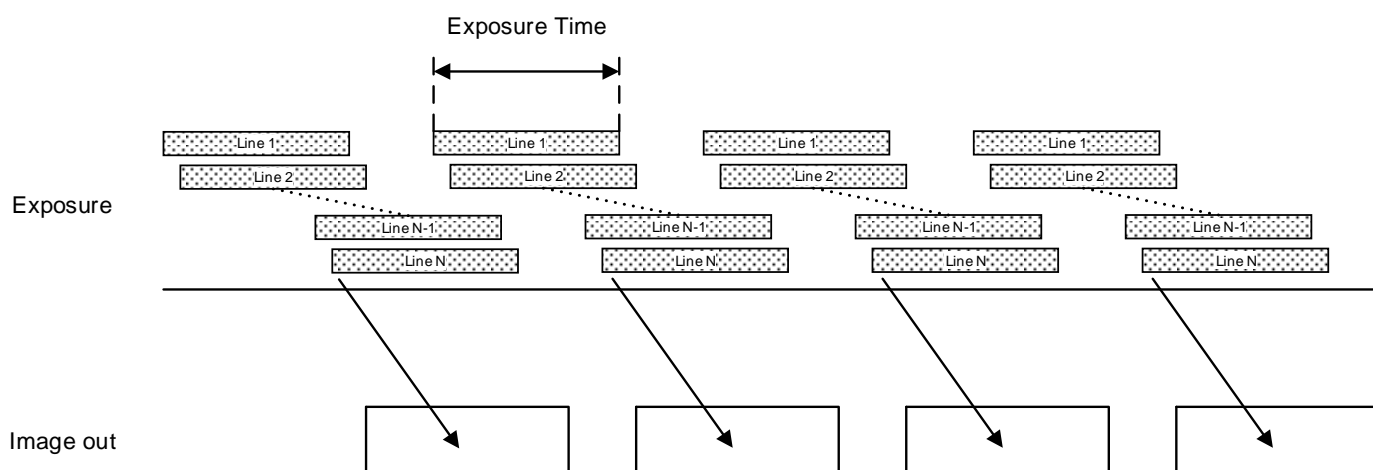 Exposure Time
Line 1 Line 1 Line 1 Line 1
Line 2 Line 2 Line 2 Line 2
Exposure
Line N-1 Line N-1 Line N-1 Line N-1
Line N Line N Line N Line N
Image out